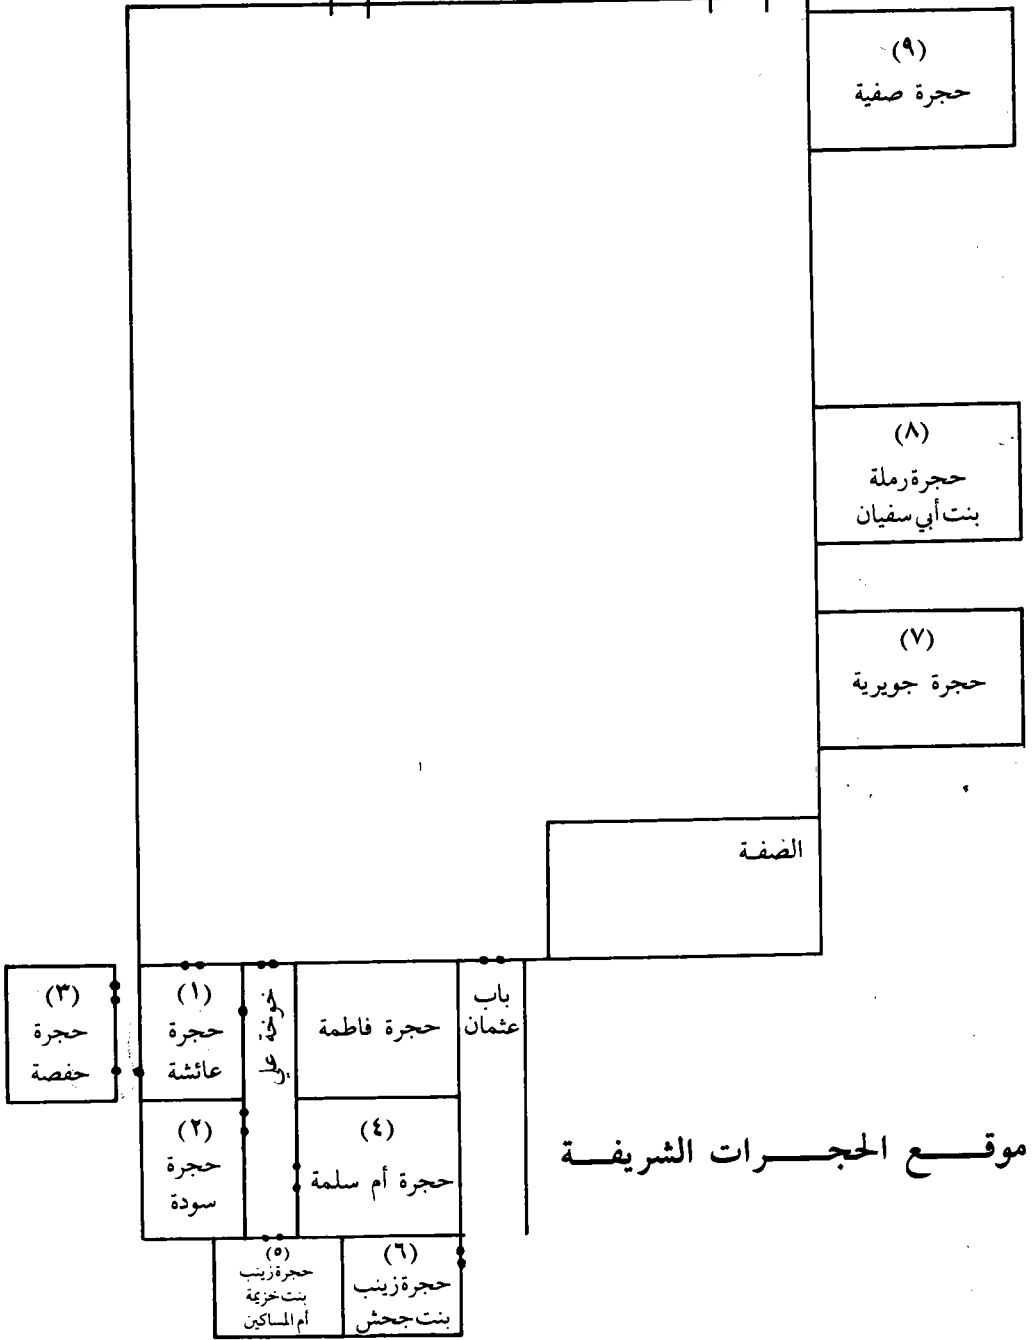 (٩)
حجرة صفية
(٨)
حجرة رملة
بنت أبي سفيان
(٧)
حجرة جويرية
الصفة
باب
عثمان
حجرة فاطمة
خوخة علي
(١)
حجرة
عائشة
(٣)
حجرة
حفصة
(٤)
حجرة أم سلمة
(٢)
حجرة
سودة
(٦)
حجرة زينب
بنت جحش
(٥)
حجرة زينب
بنت خزيمة
أم المساكين
موقع الحجرات الشريفة